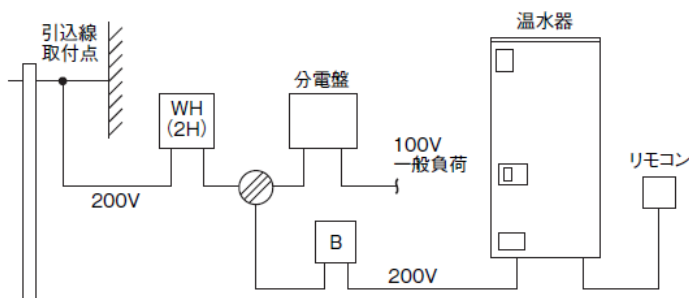 引込線
取付点
WH
(2H)
分電盤
温水器
100V
一般負荷
リモコン
200V
B
200V